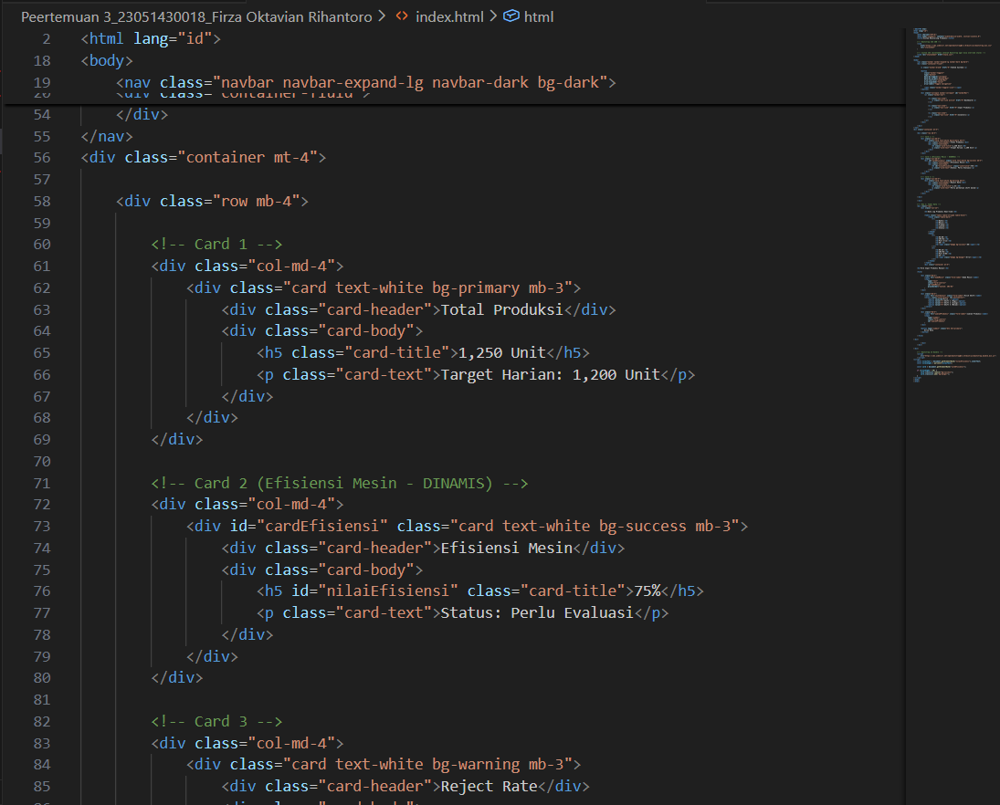 Peertemuan 3_23051430018_Firza Oktavian Rihantoro > <> index.html > html
2 <html lang="id">
18 <body>
19 <nav class="navbar navbar-expand-lg navbar-dark bg-dark">
20 <div class="container-fluid">
54 </div>
55 </nav>
56 <div class="container mt-4">
57
58 <div class="row mb-4">
59
60 <!-- Card 1 -->
61 <div class="col-md-4">
62 <div class="card text-white bg-primary mb-3">
63 <div class="card-header">Total Produksi</div>
64 <div class="card-body">
65 <h5 class="card-title">1,250 Unit</h5>
66 <p class="card-text">Target Harian: 1,200 Unit</p>
67 </div>
68 </div>
69 </div>
70
71 <!-- Card 2 (Efisiensi Mesin - DINAMIS) -->
72 <div class="col-md-4">
73 <div id="cardEfisiensi" class="card text-white bg-success mb-3">
74 <div class="card-header">Efisiensi Mesin</div>
75 <div class="card-body">
76 <h5 id="nilaiEfisiensi" class="card-title">75%</h5>
77 <p class="card-text">Status: Perlu Evaluasi</p>
78 </div>
79 </div>
80 </div>
81
82 <!-- Card 3 -->
83 <div class="col-md-4">
84 <div class="card text-white bg-warning mb-3">
85 <div class="card-header">Reject Rate</div>